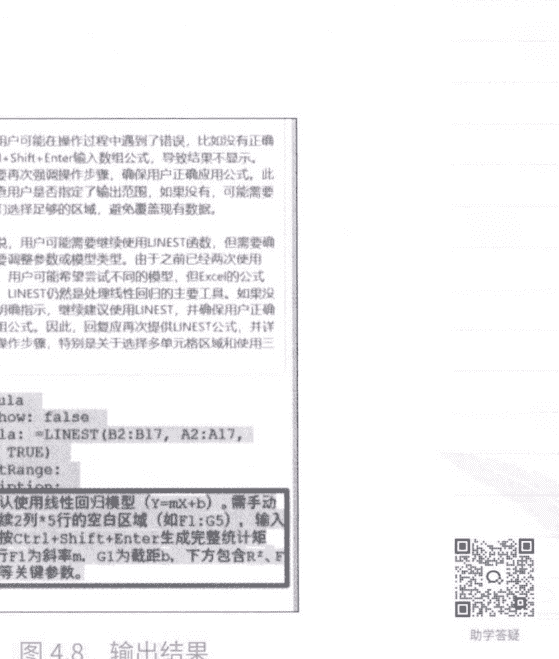 用户可能在操作过程中遇到了错误，比如没有正确
l+Shift+Enter输入数组公式，导致结果不显示。
要再次强调操作步骤，确保用户正确应用公式。此
查用户是否指定了输出范围，如果没有，可能需要
们选择足够的区域，避免覆盖现有数据。
说，用户可能需要继续使用LINEST函数，但需要确
要调整参数或模型类型。由于之前已经两次使用
，用户可能希望尝试不同的模型，但Excel的公式
，LINEST仍然是处理线性回归的主要工具。如果没
明确指示，继续建议使用LINEST，并确保用户正确
组公式。因此，回复应再次提供LINEST公式，并详
操作步骤，特别是关于选择多单元格区域和使用三
ula
how: false
la: =LINEST(B2:B17, A2:A17,
TRUE)
tRange:
iption:
认使用线性回归模型（Y=mX+b）。需手动
续2列*5行的空白区域（如F1:G5），输入
按Ctrl+Shift+Enter生成完整统计矩
行F1为斜率m，G1为截距b，下方包含R²、F
等关键参数。
图 4.8 输出结果
助学答疑